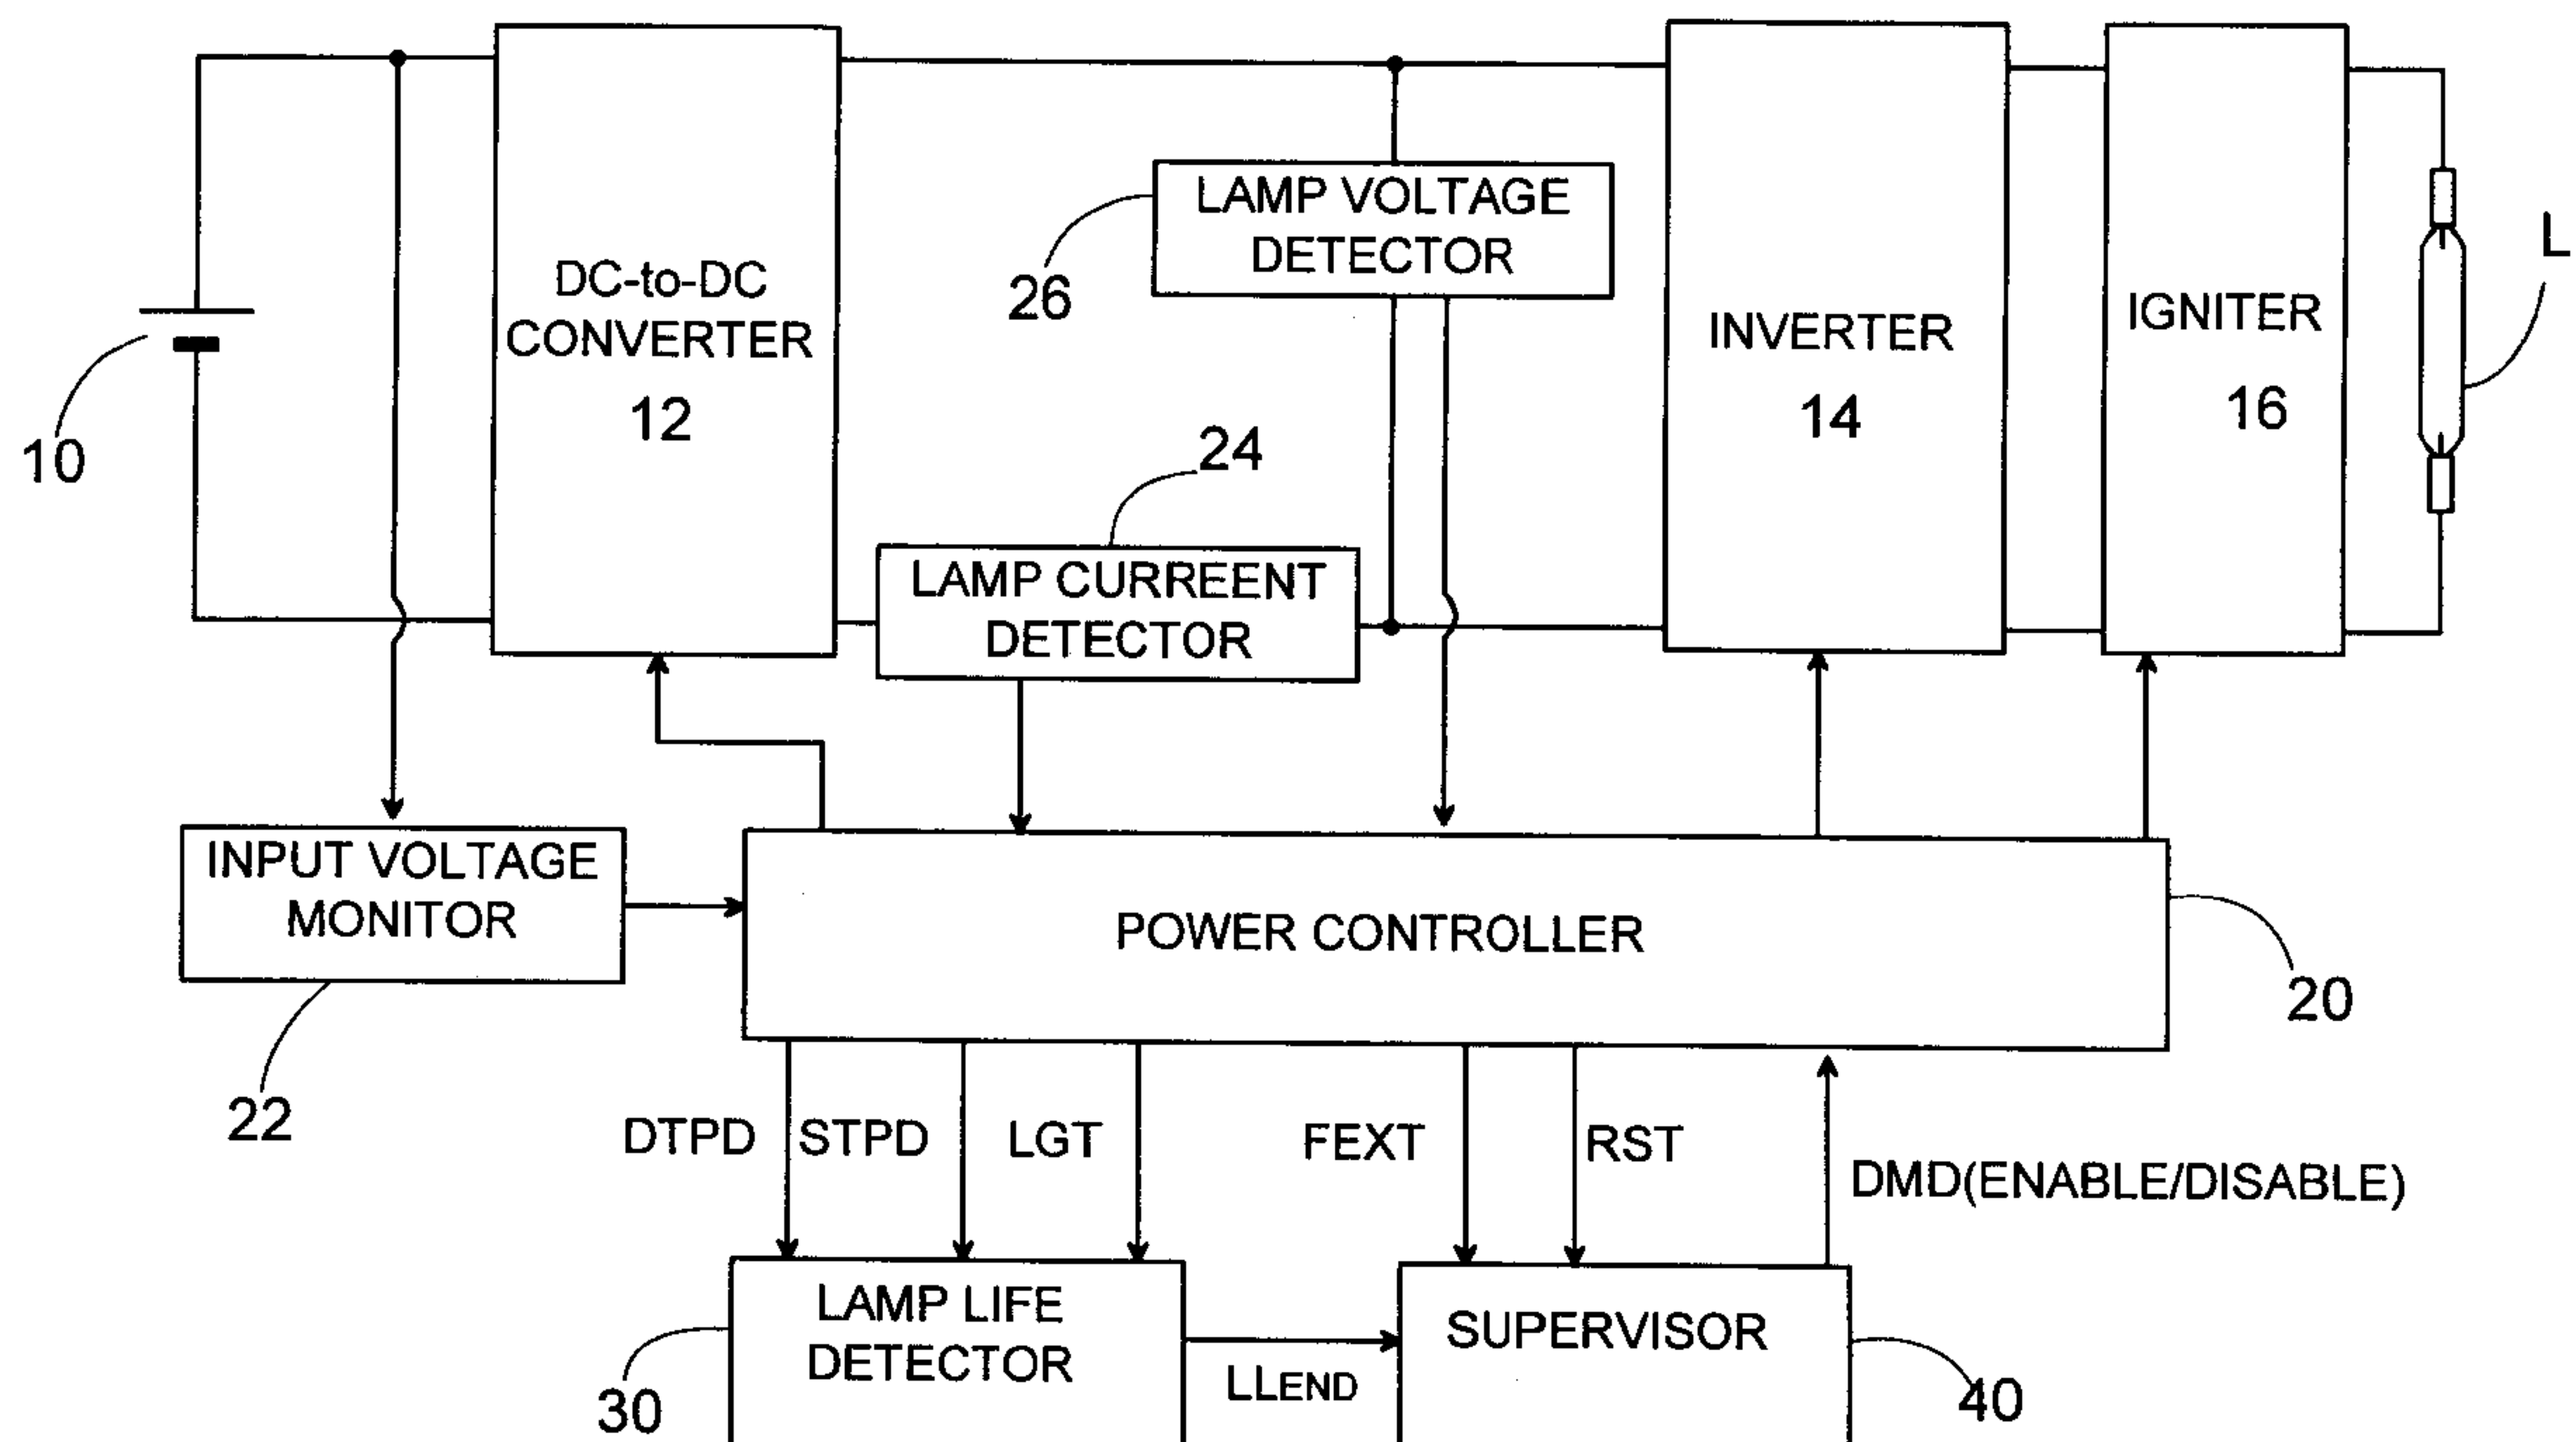 LAMP VOLTAGE
DETECTOR
26
L
DC-to-DC
CONVERTER
12
INVERTER
14
IGNITER
16
10
24
LAMP CURREENT
DETECTOR
INPUT VOLTAGE
MONITOR
22
POWER CONTROLLER
20
DTPD
STPD
LGT
FEXT
RST
DMD(ENABLE/DISABLE)
LAMP LIFE
DETECTOR
30
LLEND
SUPERVISOR
40